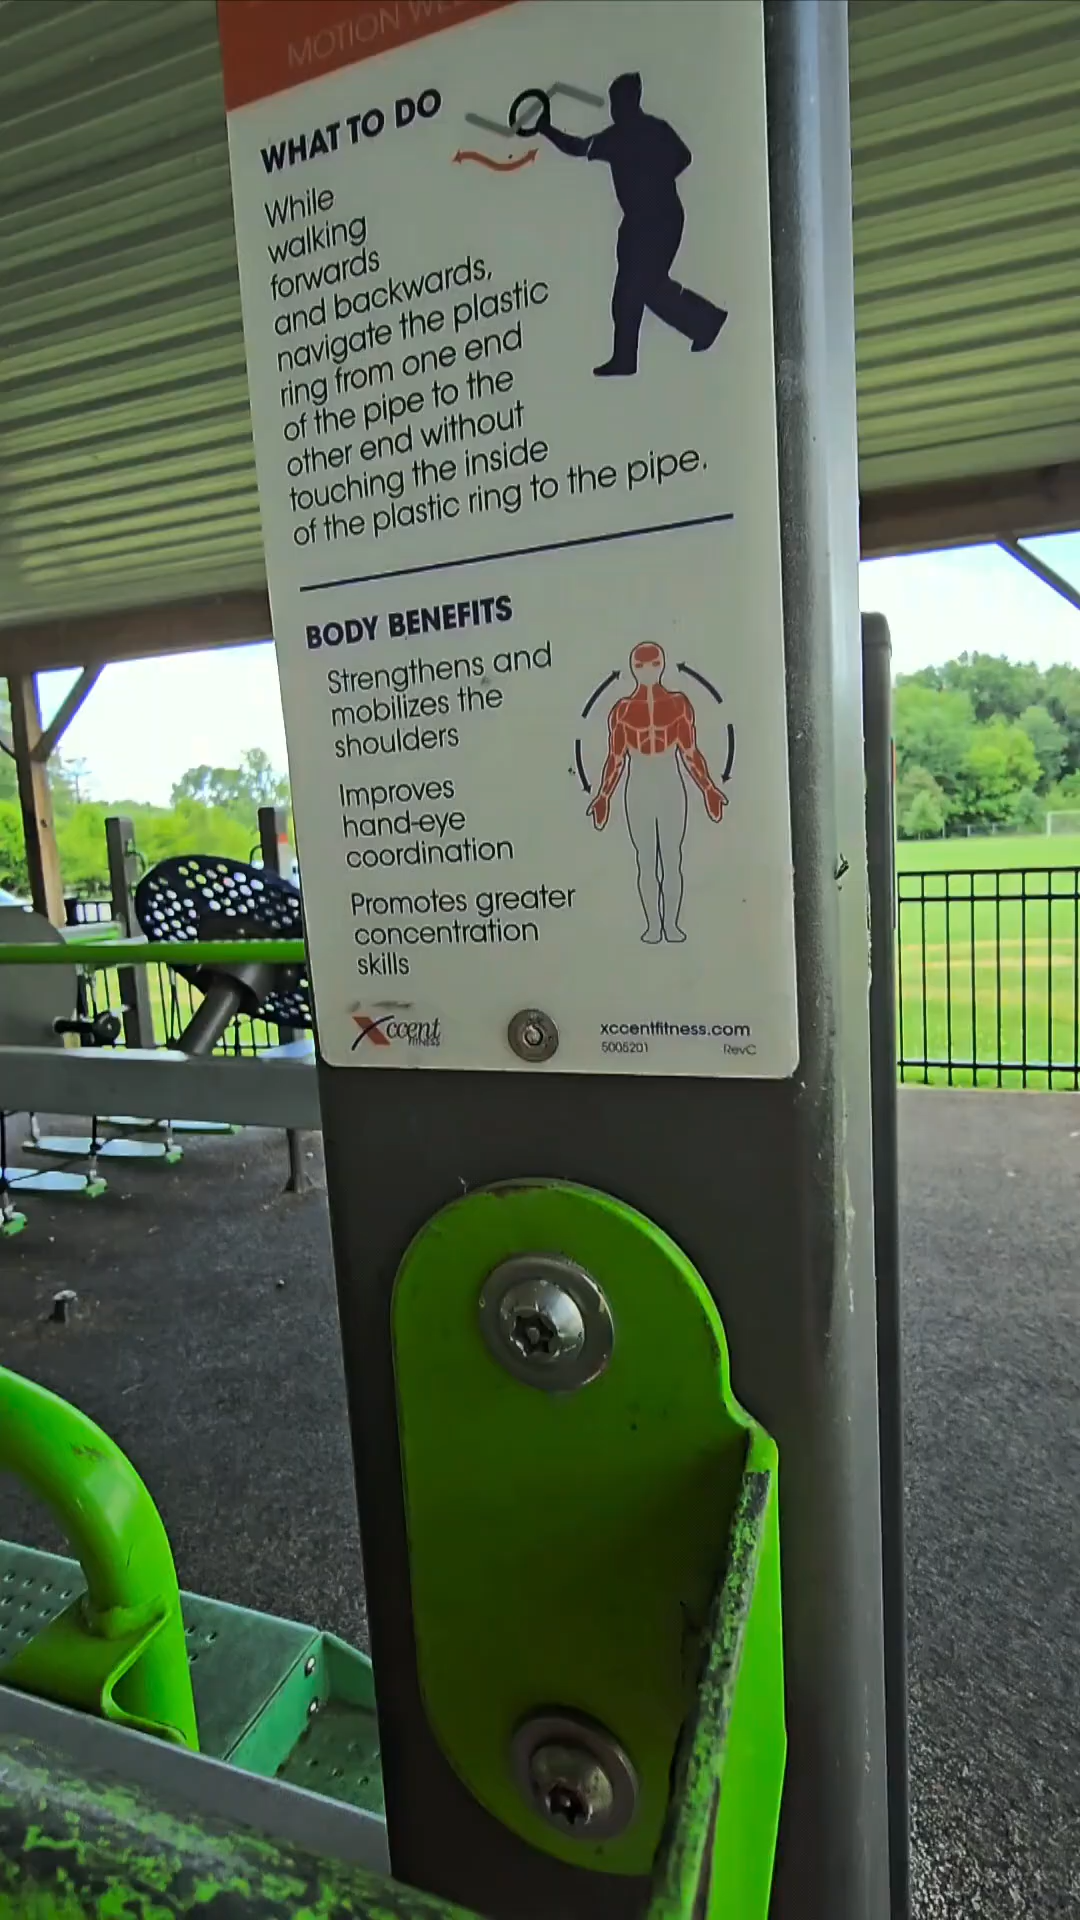 MOTION
WHAT TO DO
While
walking
forwards
and backwards,
navigate the plastic
ring from one end
of the pipe to the
other end without
touching the inside
of the plastic ring to the pipe.
BODY BENEFITS
Strengthens and
mobilizes the
shoulders
Improves
hand-eye
coordination
Promotes greater
concentration
skills
Xccent
FITNESS
xccentfitness.com
5005201 RevC